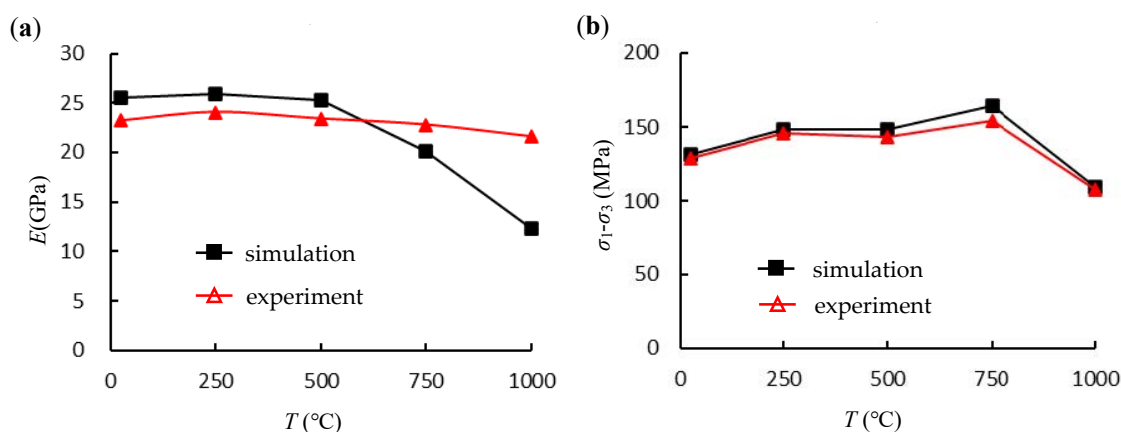 (a)
30
25
20
15
10
5
0
E(GPa)
simulation
experiment
0 250 500 750 1000
T (°C)
(b)
200
150
100
50
0
σ1-σ3 (MPa)
simulation
experiment
0 250 500 750 1000
T (°C)